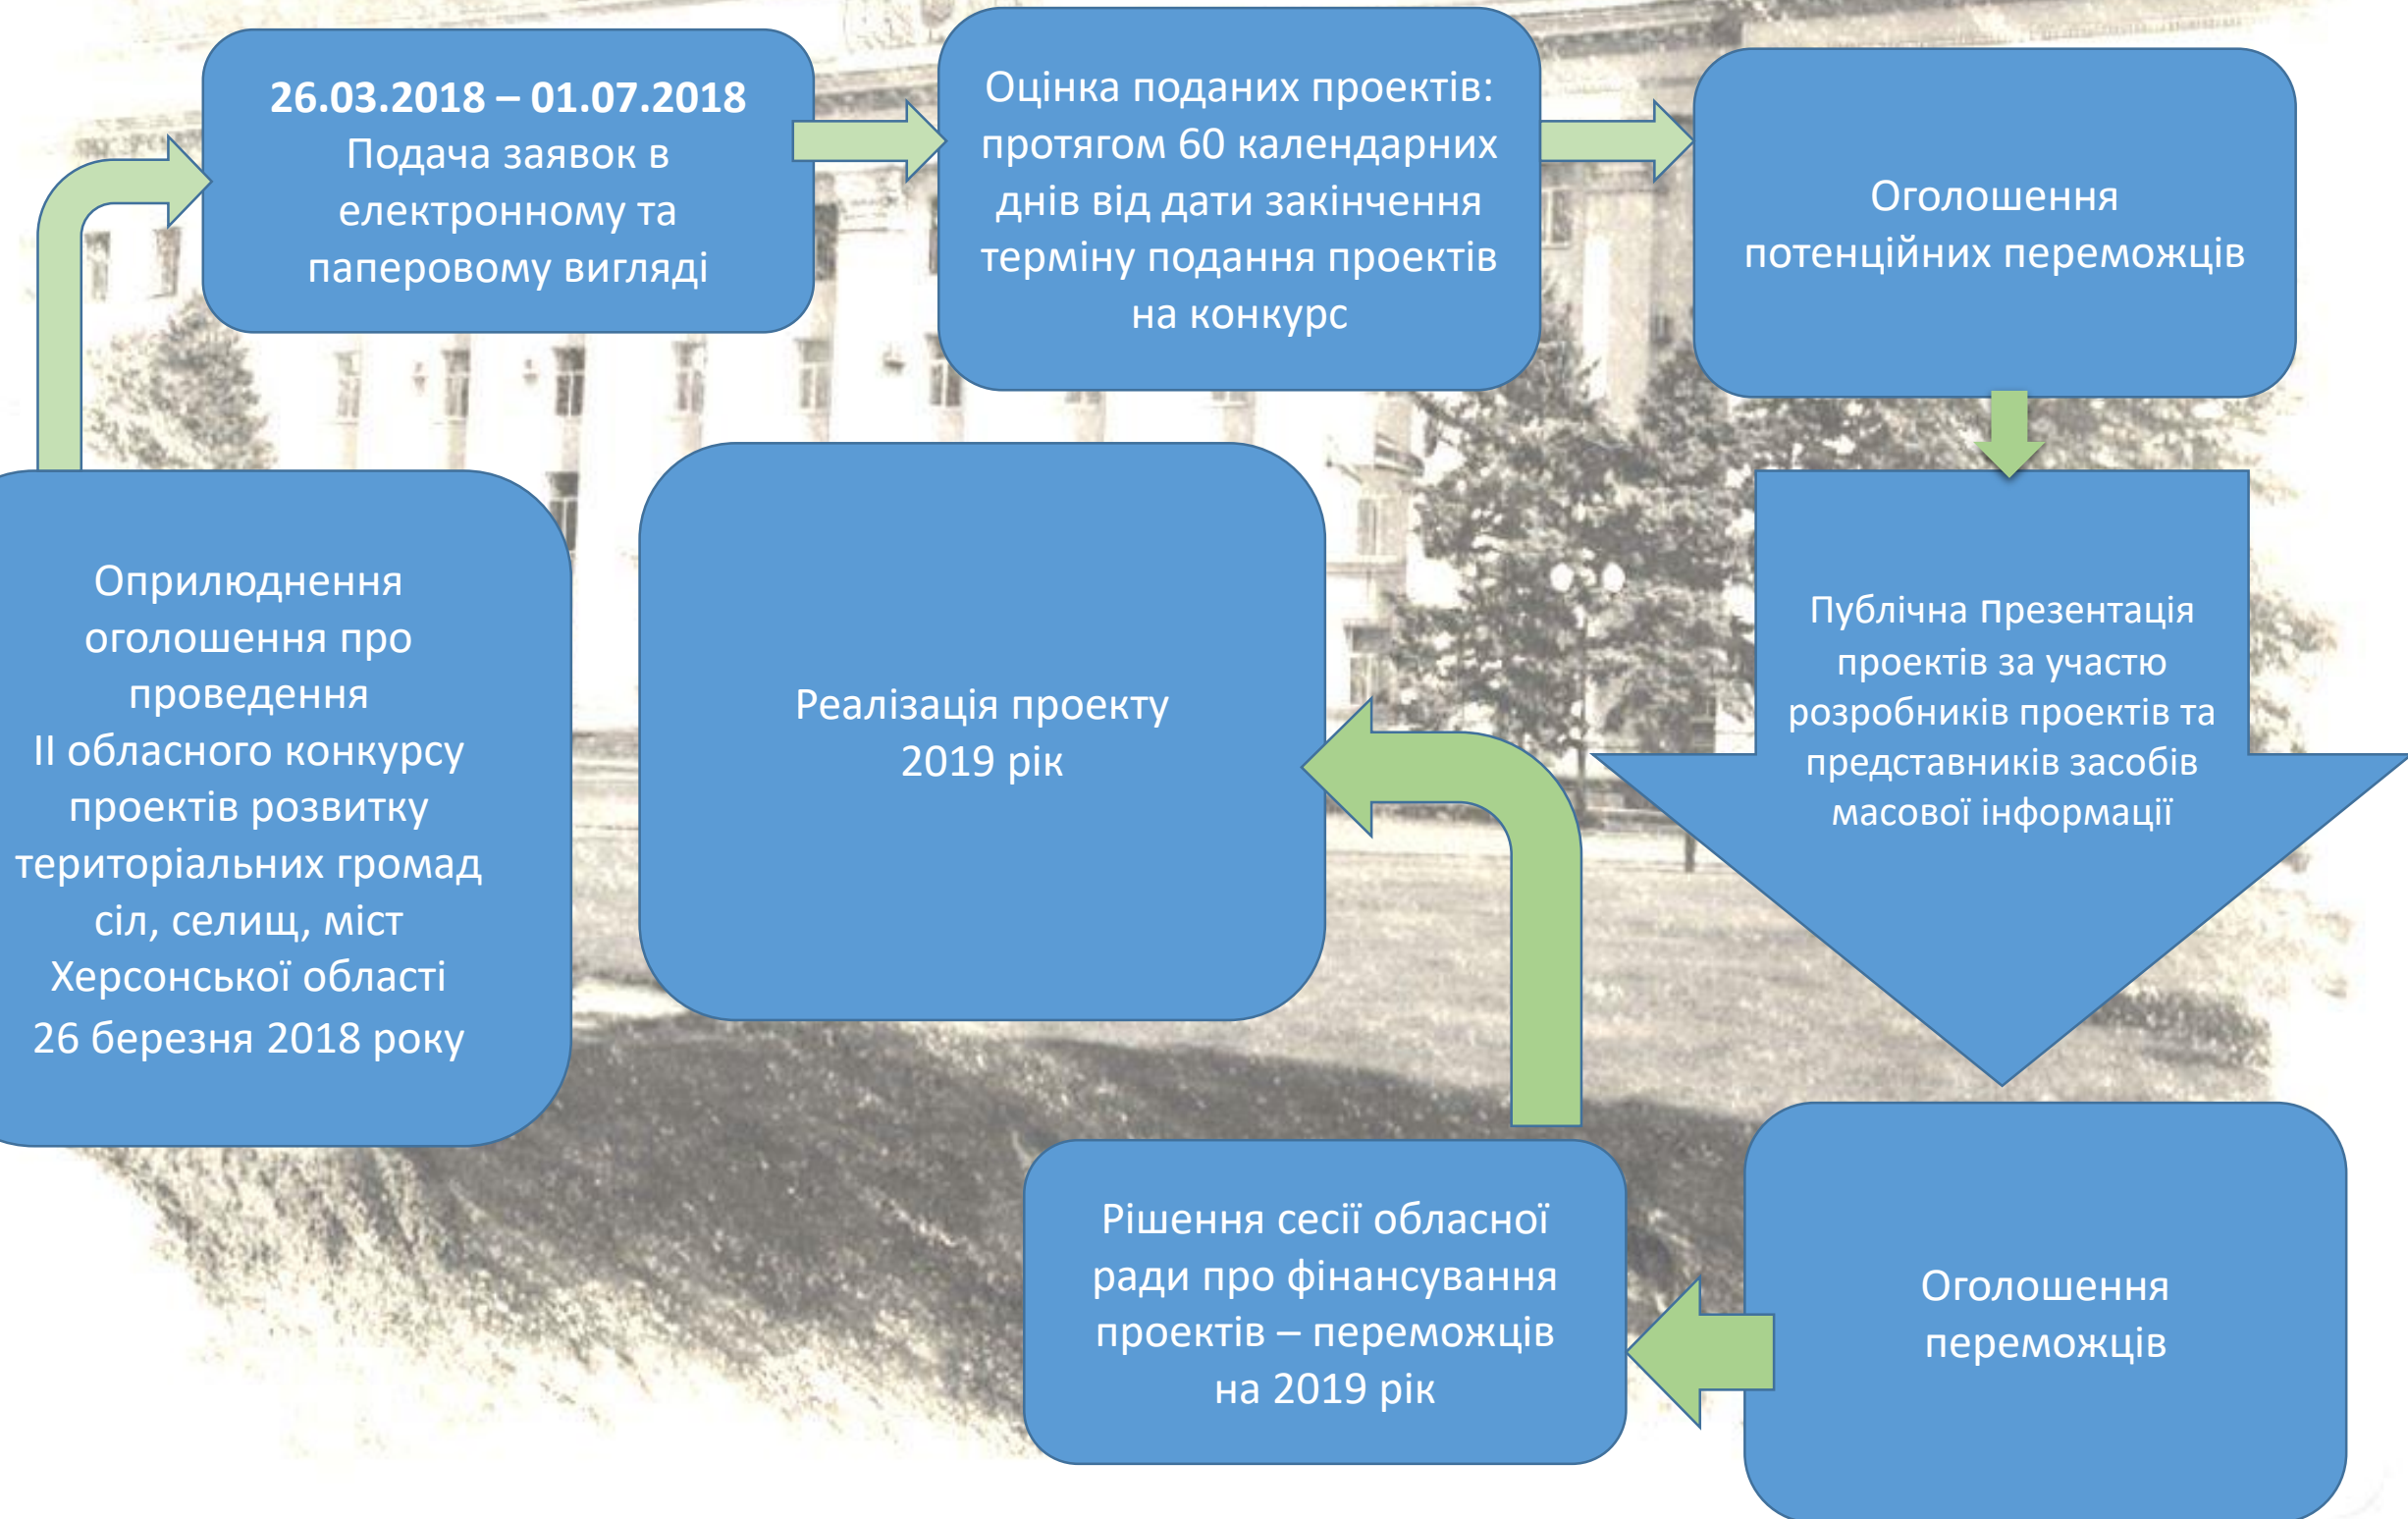 Оприлюднення
оголошення про
проведення
ІІ обласного конкурсу
проектів розвитку
територіальних громад
сіл, селищ, міст
Херсонської області
26 березня 2018 року
26.03.2018 – 01.07.2018
Подача заявок в
електронному та
паперовому вигляді
Оцінка поданих проектів:
протягом 60 календарних
днів від дати закінчення
терміну подання проектів
на конкурс
Оголошення
потенційних переможців
Публічна презентація
проектів за участю
розробників проектів та
представників засобів
масової інформації
Оголошення
переможців
Рішення сесії обласної
ради про фінансування
проектів – переможців
на 2019 рік
Реалізація проекту
2019 рік